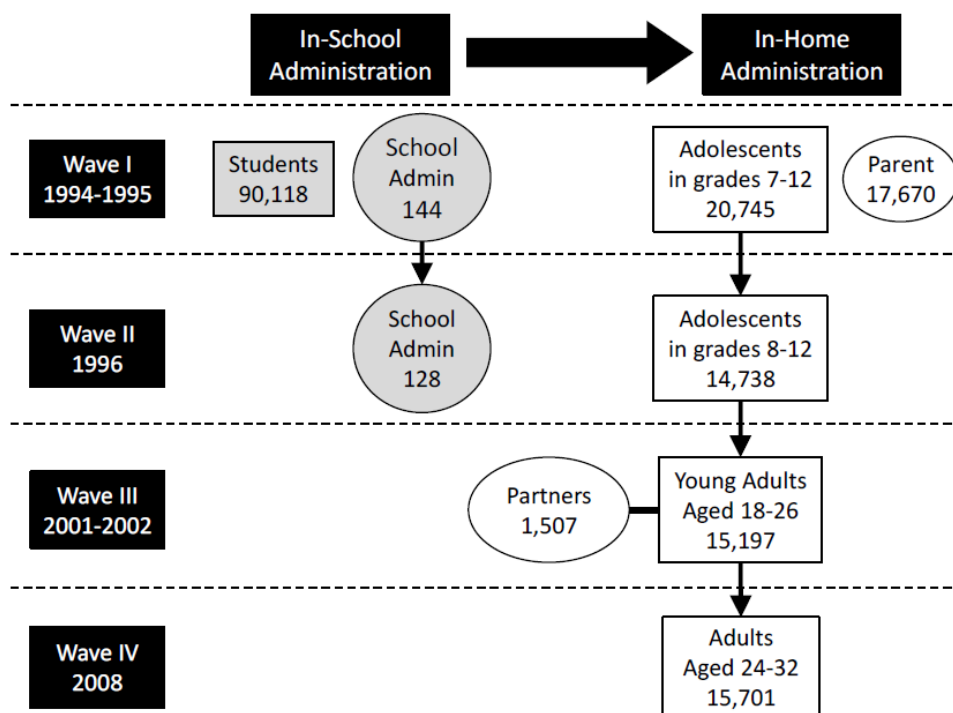 In-School
Administration
In-Home
Administration
Wave I
1994-1995
Students
90,118
School
Admin
144
Adolescents
in grades 7-12
20,745
Parent
17,670
Wave II
1996
School
Admin
128
Adolescents
in grades 8-12
14,738
Wave III
2001-2002
Partners
1,507
Young Adults
Aged 18-26
15,197
Wave IV
2008
Adults
Aged 24-32
15,701